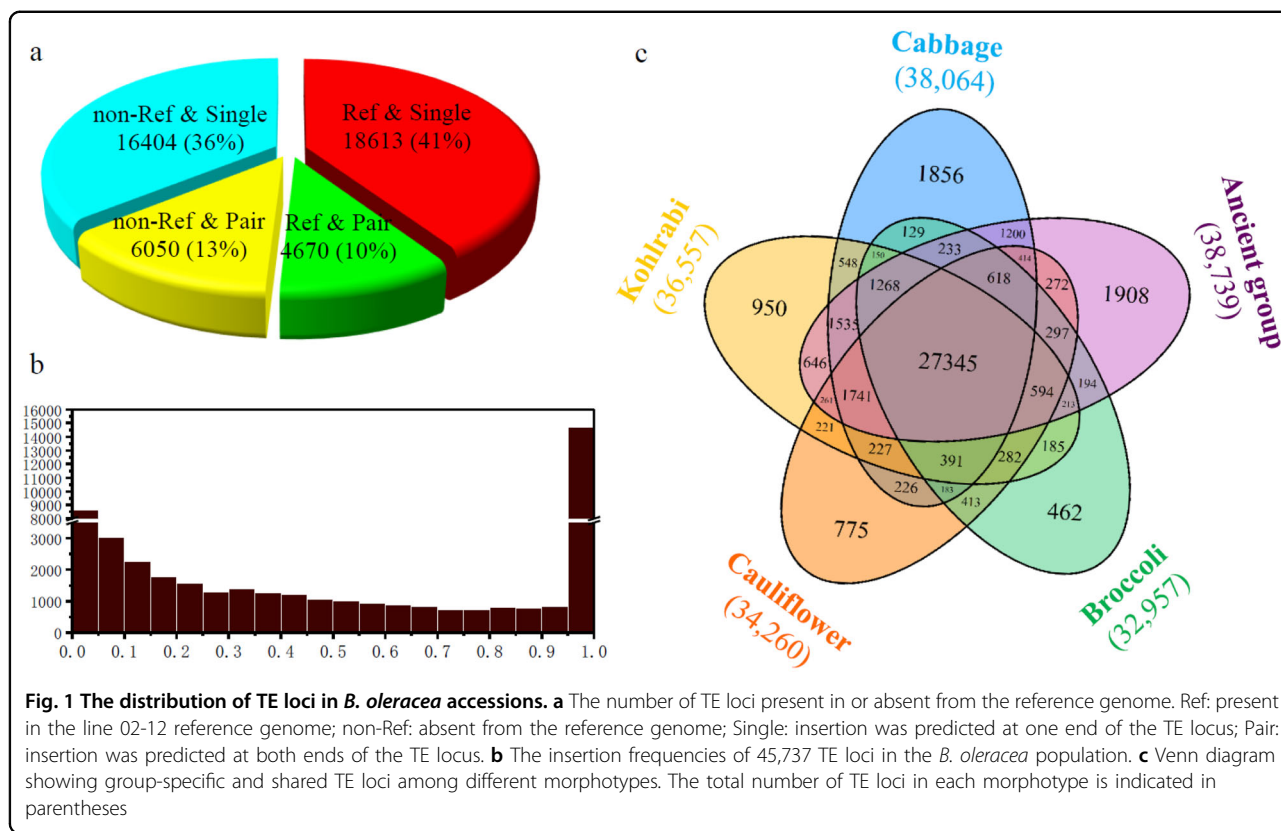 a
non-Ref & Single
16404 (36%)
Ref & Single
18613 (41%)
non-Ref & Pair
6050 (13%)
Ref & Pair
4670 (10%)
b
16000
15000
14000
13000
12000
11000
10000
9000
8000
3000
2000
1000
0
0.0 0.1 0.2 0.3 0.4 0.5 0.6 0.7 0.8 0.9 1.0
c
Cabbage
(38,064)
Ancient group
(38,739)
Kohlrabi
(36,557)
Cauliflower
(34,260)
Broccoli
(32,957)
1856
129
233
1200
548
150
1268
618
414
272
1908
950
1535
297
646
27345
594
194
261
1741
213
221
227
391
282
185
226
183
413
775
462
Fig. 1 The distribution of TE loci in B. oleracea accessions. a The number of TE loci present in or absent from the reference genome. Ref: present
in the line 02-12 reference genome; non-Ref: absent from the reference genome; Single: insertion was predicted at one end of the TE locus; Pair:
insertion was predicted at both ends of the TE locus. b The insertion frequencies of 45,737 TE loci in the B. oleracea population. c Venn diagram
showing group-specific and shared TE loci among different morphotypes. The total number of TE loci in each morphotype is indicated in
parentheses